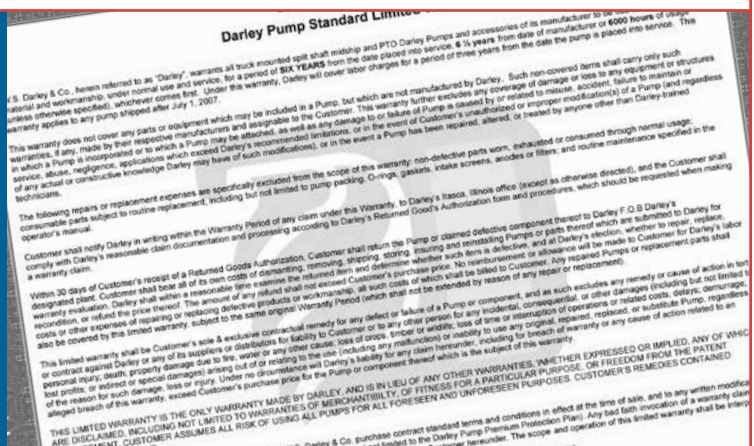 Darley Pump Standard Limited
W.S. Darley & Co., herein referred to as "Darley", warrants all truck mounted split shaft midship and PTO Darley Pumps and accessories of its manufacturer to be
material and workmanship, under normal use and service, for a period of SIX YEARS from the date placed into service, 6 ½ years from date of manufacturer or 6000 hours of usage
(unless otherwise specified), whichever comes first. Under this warranty, Darley will cover labor charges for a period of three years from the date the pump is placed into service. This
warranty applies to any pump shipped after July 1, 2007.
This warranty does not cover any parts or equipment which may be included in a Pump, but which are not manufactured by Darley. Such non-covered items shall carry only such
warranties, if any, made by their respective manufacturers and assignable to the Customer. This warranty further excludes any coverage of damage or loss to any equipment or structures
in which a Pump is incorporated or to which a Pump may be attached, as well as any damage to or failure of Pump is caused by or related to misuse, accident, failure to maintain or
service, abuse, negligence, applications which exceed Darley's recommended limitations, or in the event of Customer's unauthorized or improper modification(s) of a Pump (and regardless
of any actual or constructive knowledge Darley may have of such modifications), or in the event a Pump has been repaired, altered, or treated by anyone other than Darley-trained
technicians.
The following repairs or replacement expenses are specifically excluded from the scope of this warranty: non-defective parts worn, exhausted or consumed through normal usage;
consumable parts subject to routine replacement, including but not limited to pump packing, O-rings, gaskets, intake screens, anodes or filters; and routine maintenance specified in the
operator's manual.
Customer shall notify Darley in writing within the Warranty Period of any claim under this Warranty, to Darley's Itasca, Illinois office (except as otherwise directed), and the Customer shall
comply with Darley's reasonable claim documentation and processing according to Darley's Returned Good's Authorization form and procedures, which should be requested when making
a warranty claim.
Within 30 days of Customer's receipt of a Returned Goods Authorization, Customer shall return the Pump or claimed defective component thereof to Darley F.O.B Darley's
designated plant. Customer shall bear all of its own costs of dismantling, removing, shipping, storing, insuring and reinstalling Pumps or parts thereof which are submitted to Darley for
warranty evaluation. Darley shall within a reasonable time examine the returned item and determine whether such item is defective, and at Darley's election, whether to repair, replace,
recondition, or refund the price thereof. The amount of any refund shall not exceed Customer's purchase price. No reimbursement or allowance will be made to Customer for Darley's labor
costs or other expenses of repairing or replacing defective products or workmanship, all such costs of which shall be billed to Customer. Any repaired Pumps or replacement parts shall
also be covered by this limited warranty, subject to the same original Warranty Period (which shall not be extended by reason of any repair or replacement).
This limited warranty shall be Customer's sole & exclusive contractual remedy for any defect or failure of a Pump or component, and as such excludes any remedy or cause of action in tort
or contract against Darley or any of its suppliers or distributors for liability to Customer or to any other person for any incidental, consequential, or other damages (including but not limited to
personal injury; death, property damage due to fire, water or any other cause; loss of crops, timber or wildlife; loss of time or interruption of operations or related costs, delays, demurrage;
lost profits; or indirect or special damages) arising out of or relating to the use (including any malfunction) or inability to use any original, repaired, replaced, or substitute Pump, regardless
of the reason for such damage, loss or injury. Under no circumstance will Darley's liability for any claim hereunder, including for breach of warranty or any cause of action related to an
alleged breach of this warranty, exceed Customer's purchase price for the Pump or component thereof which is the subject of this warranty.
THIS LIMITED WARRANTY IS THE ONLY WARRANTY MADE BY DARLEY, AND IS IN LIEU OF ANY OTHER WARRANTIES, WHETHER EXPRESSED OR IMPLIED, ANY OF WHICH
ARE DISCLAIMED, INCLUDING NOT LIMITED TO WARRANTIES OF MERCHANTIBILTY, OF FITNESS FOR A PARTICULAR PURPOSE, OR FREEDOM FROM THE PATENT
CUSTOMER ASSUMES ALL RISK OF USING ALL PUMPS FOR ALL FORESEEN AND UNFORESEEN PURPOSES. CUSTOMER'S REMEDIES CONTAINED
Darley & Co. purchase contract standard terms and conditions in effect at the time of sale, and to any written modific
not limited to the Darley Pump Premium Protection Plan). Any bad faith invocation of a warranty claim
hereunder. The scope and operation of this limited warranty shall be interp